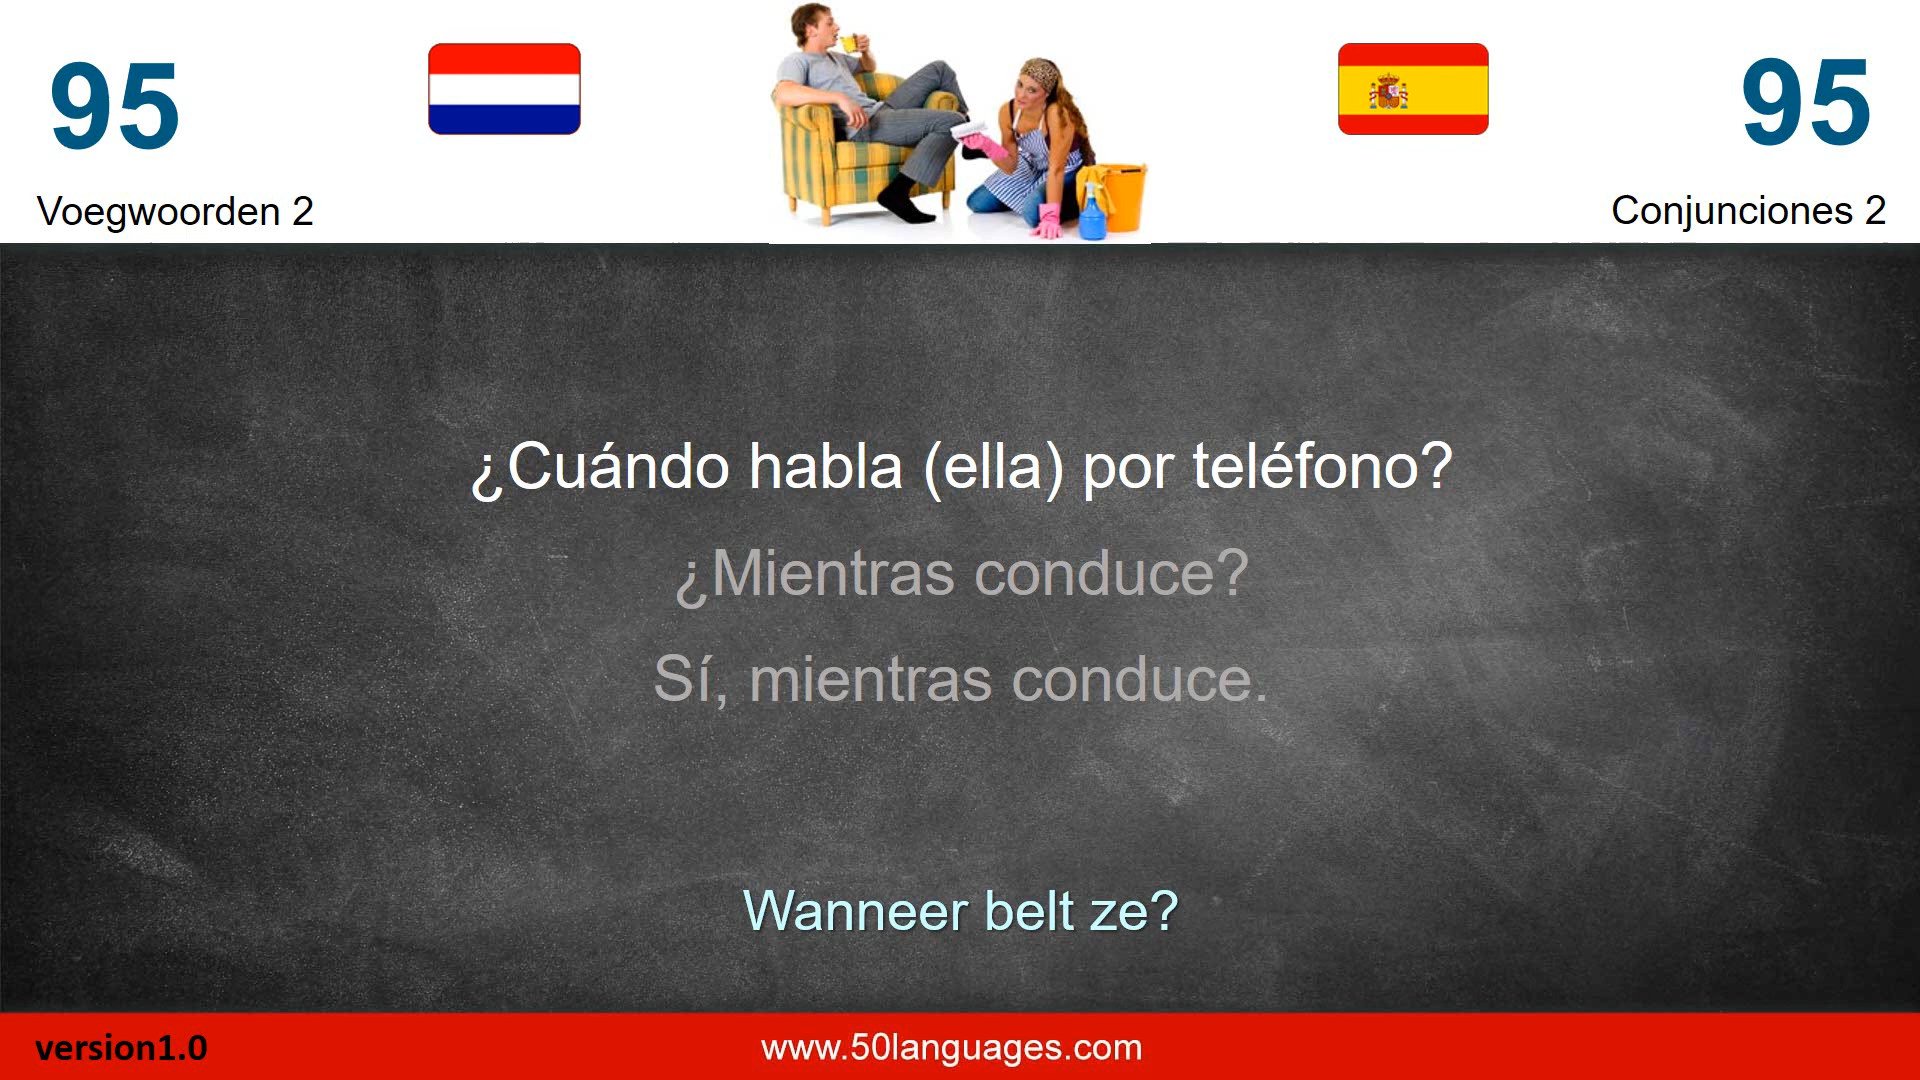 95
95
Voegwoorden 2
Conjunciones 2
¿Cuándo habla (ella) por teléfono?
¿Mientras conduce?
Sí, mientras conduce.
Wanneer belt ze?
version1.0
www.50languages.com